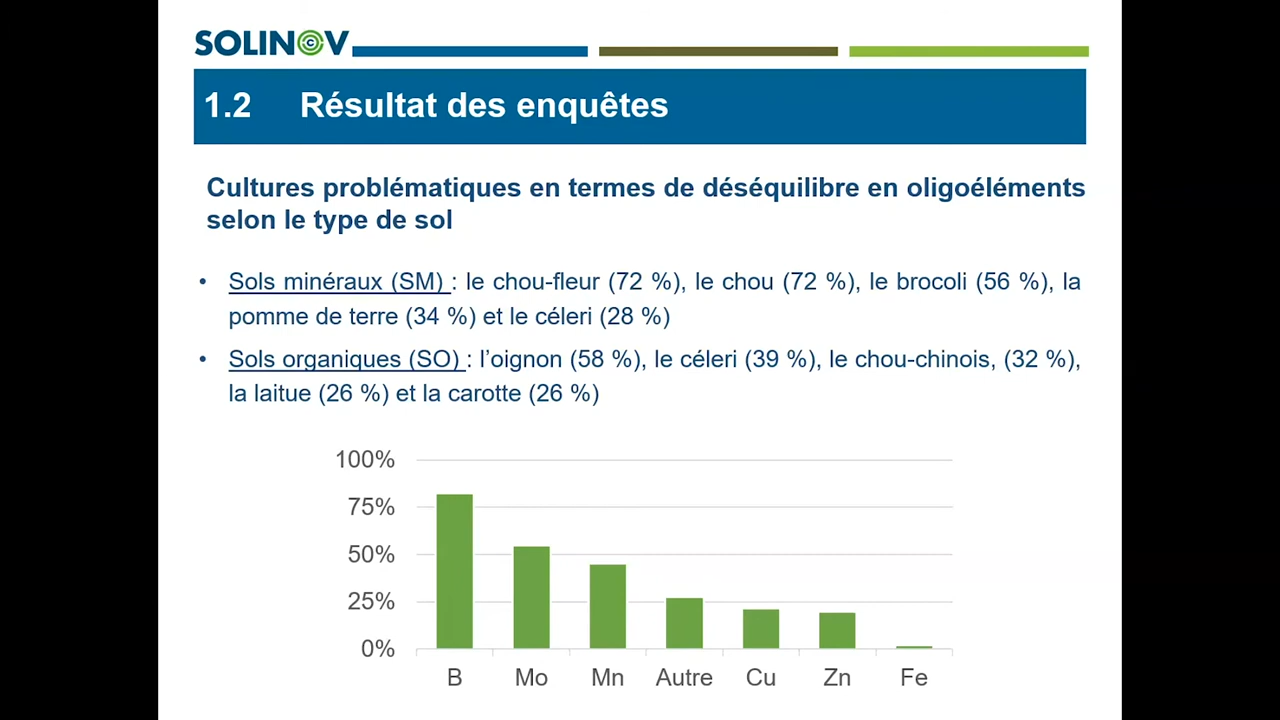 SOLINOV
1.2 Résultat des enquêtes
Cultures problématiques en termes de déséquilibre en oligoéléments
selon le type de sol
• Sols minéraux (SM) : le chou-fleur (72 %), le chou (72 %), le brocoli (56 %), la
pomme de terre (34 %) et le céleri (28 %)
• Sols organiques (SO) : l’oignon (58 %), le céleri (39 %), le chou-chinois, (32 %),
la laitue (26 %) et la carotte (26 %)
100%
75%
50%
25%
0%
B Mo Mn Autre Cu Zn Fe